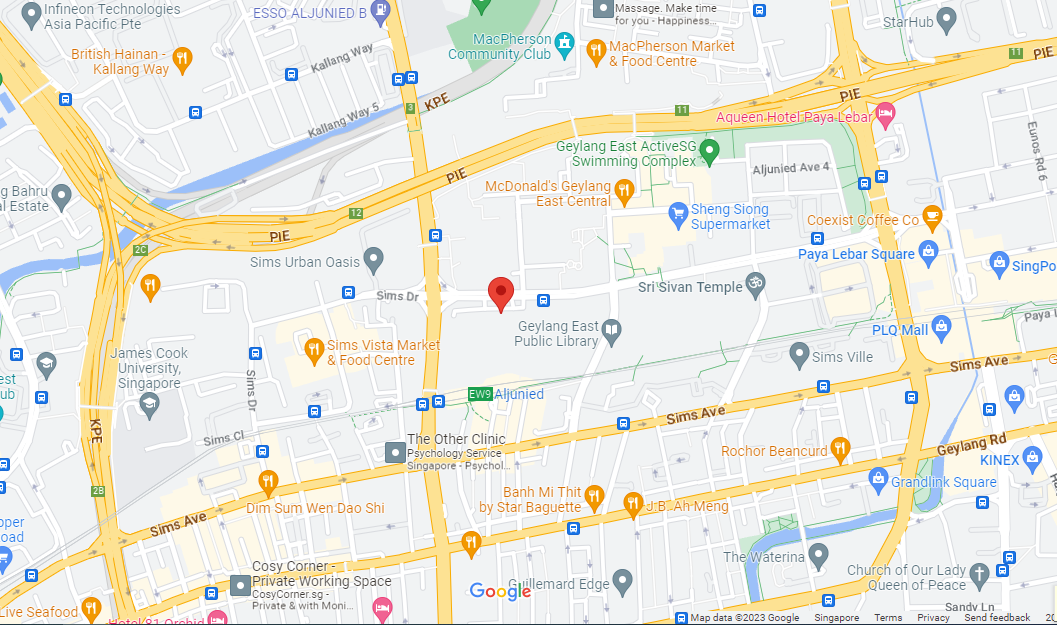 Infineon Technologies
Asia Pacific Pte
ESSO ALJUNIED B
Massage. Make time
for you - Happiness...
StarHub
British Hainan -
Kallang Way
Kallang Way
MacPherson
Community Club
MacPherson Market
& Food Centre
11
PIE
KPE
3
Kallang Way 5
11
PIE
Aqueen Hotel Paya Lebar
Eunos Rd 6
Geylang East ActiveSG
Swimming Complex
Aljunied Ave 4
PIE
g Bahru
al Estate
McDonald's Geylang
East Central
12
Sheng Siong
Supermarket
Coexist Coffee Co
PIE
2C
Sims Urban Oasis
Paya Lebar Square
SingPo
Sims Dr
Sri Sivan Temple
Geylang East
Public Library
PLQ Mall
Paya L
Sims Vista Market
& Food Centre
James Cook
University,
Singapore
Sims Ville
Sims Ave
G
est
ub
Sims Dr
EW9 Aljunied
KPE
Sims Ave
Sims Cl
The Other Clinic
Psychology Service
Singapore - Psychol...
Geylang Rd
Rochor Beancurd
KINEX
2B
Grandlink Square
Banh Mi Thit
by Star Baguette
J.B. Ah Meng
Dim Sum Wen Dao Shi
Sims Ave
pper
oad
The Waterina
Church of Our Lady
Queen of Peace
Cosy Corner -
Private Working Space
CosyCorner.sg -
Private & with Moni...
Google
Guillemard Edge
Live Seafood
Hotel 81 Orchid
Sandy Ln
Map data ©2023 Google Singapore Terms Privacy Send feedback 20